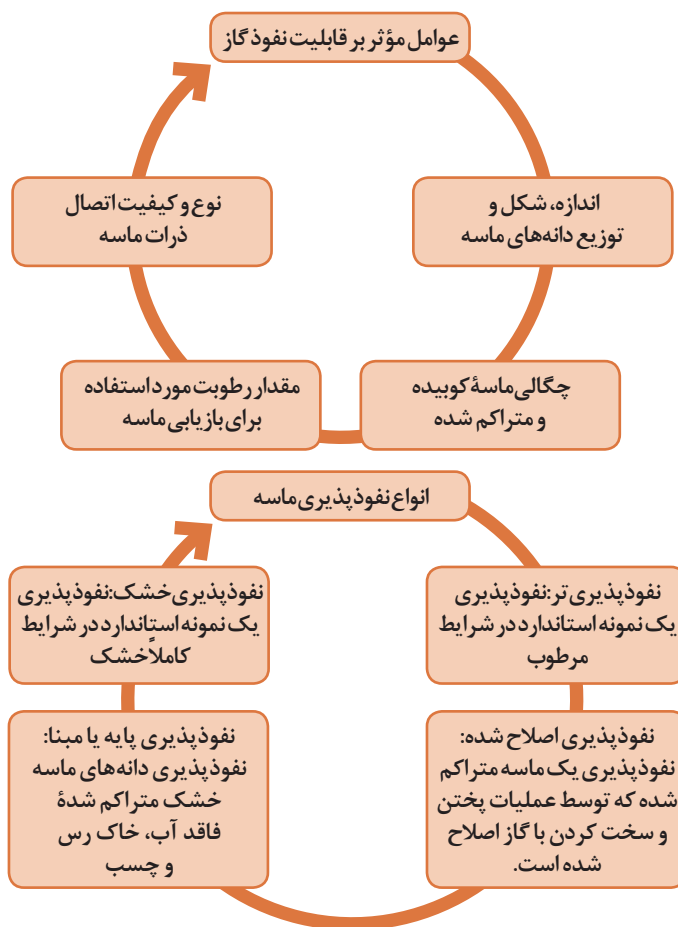 عوامل مؤثر بر قابلیت نفوذ گاز
اندازه، شکل و
توزیع دانه‌های ماسه
چگالی ماسهٔ کوبیده
و متراکم شده
مقدار رطوبت مورد استفاده
برای بازیابی ماسه
نوع و کیفیت اتصال
ذرات ماسه
انواع نفوذپذیری ماسه
نفوذپذیری تر: نفوذپذیری
یک نمونه استاندارد در شرایط
مرطوب
نفوذپذیری اصلاح شده:
نفوذپذیری یک ماسه متراکم
شده که توسط عملیات پختن
و سخت کردن با گاز اصلاح
شده است.
نفوذپذیری پایه یا مبنا:
نفوذپذیری دانه‌های ماسه
خشک متراکم شدهٔ
فاقد آب، خاک رس
و چسب
نفوذپذیری خشک: نفوذپذیری
یک نمونه استاندارد در شرایط
کاملاً خشک